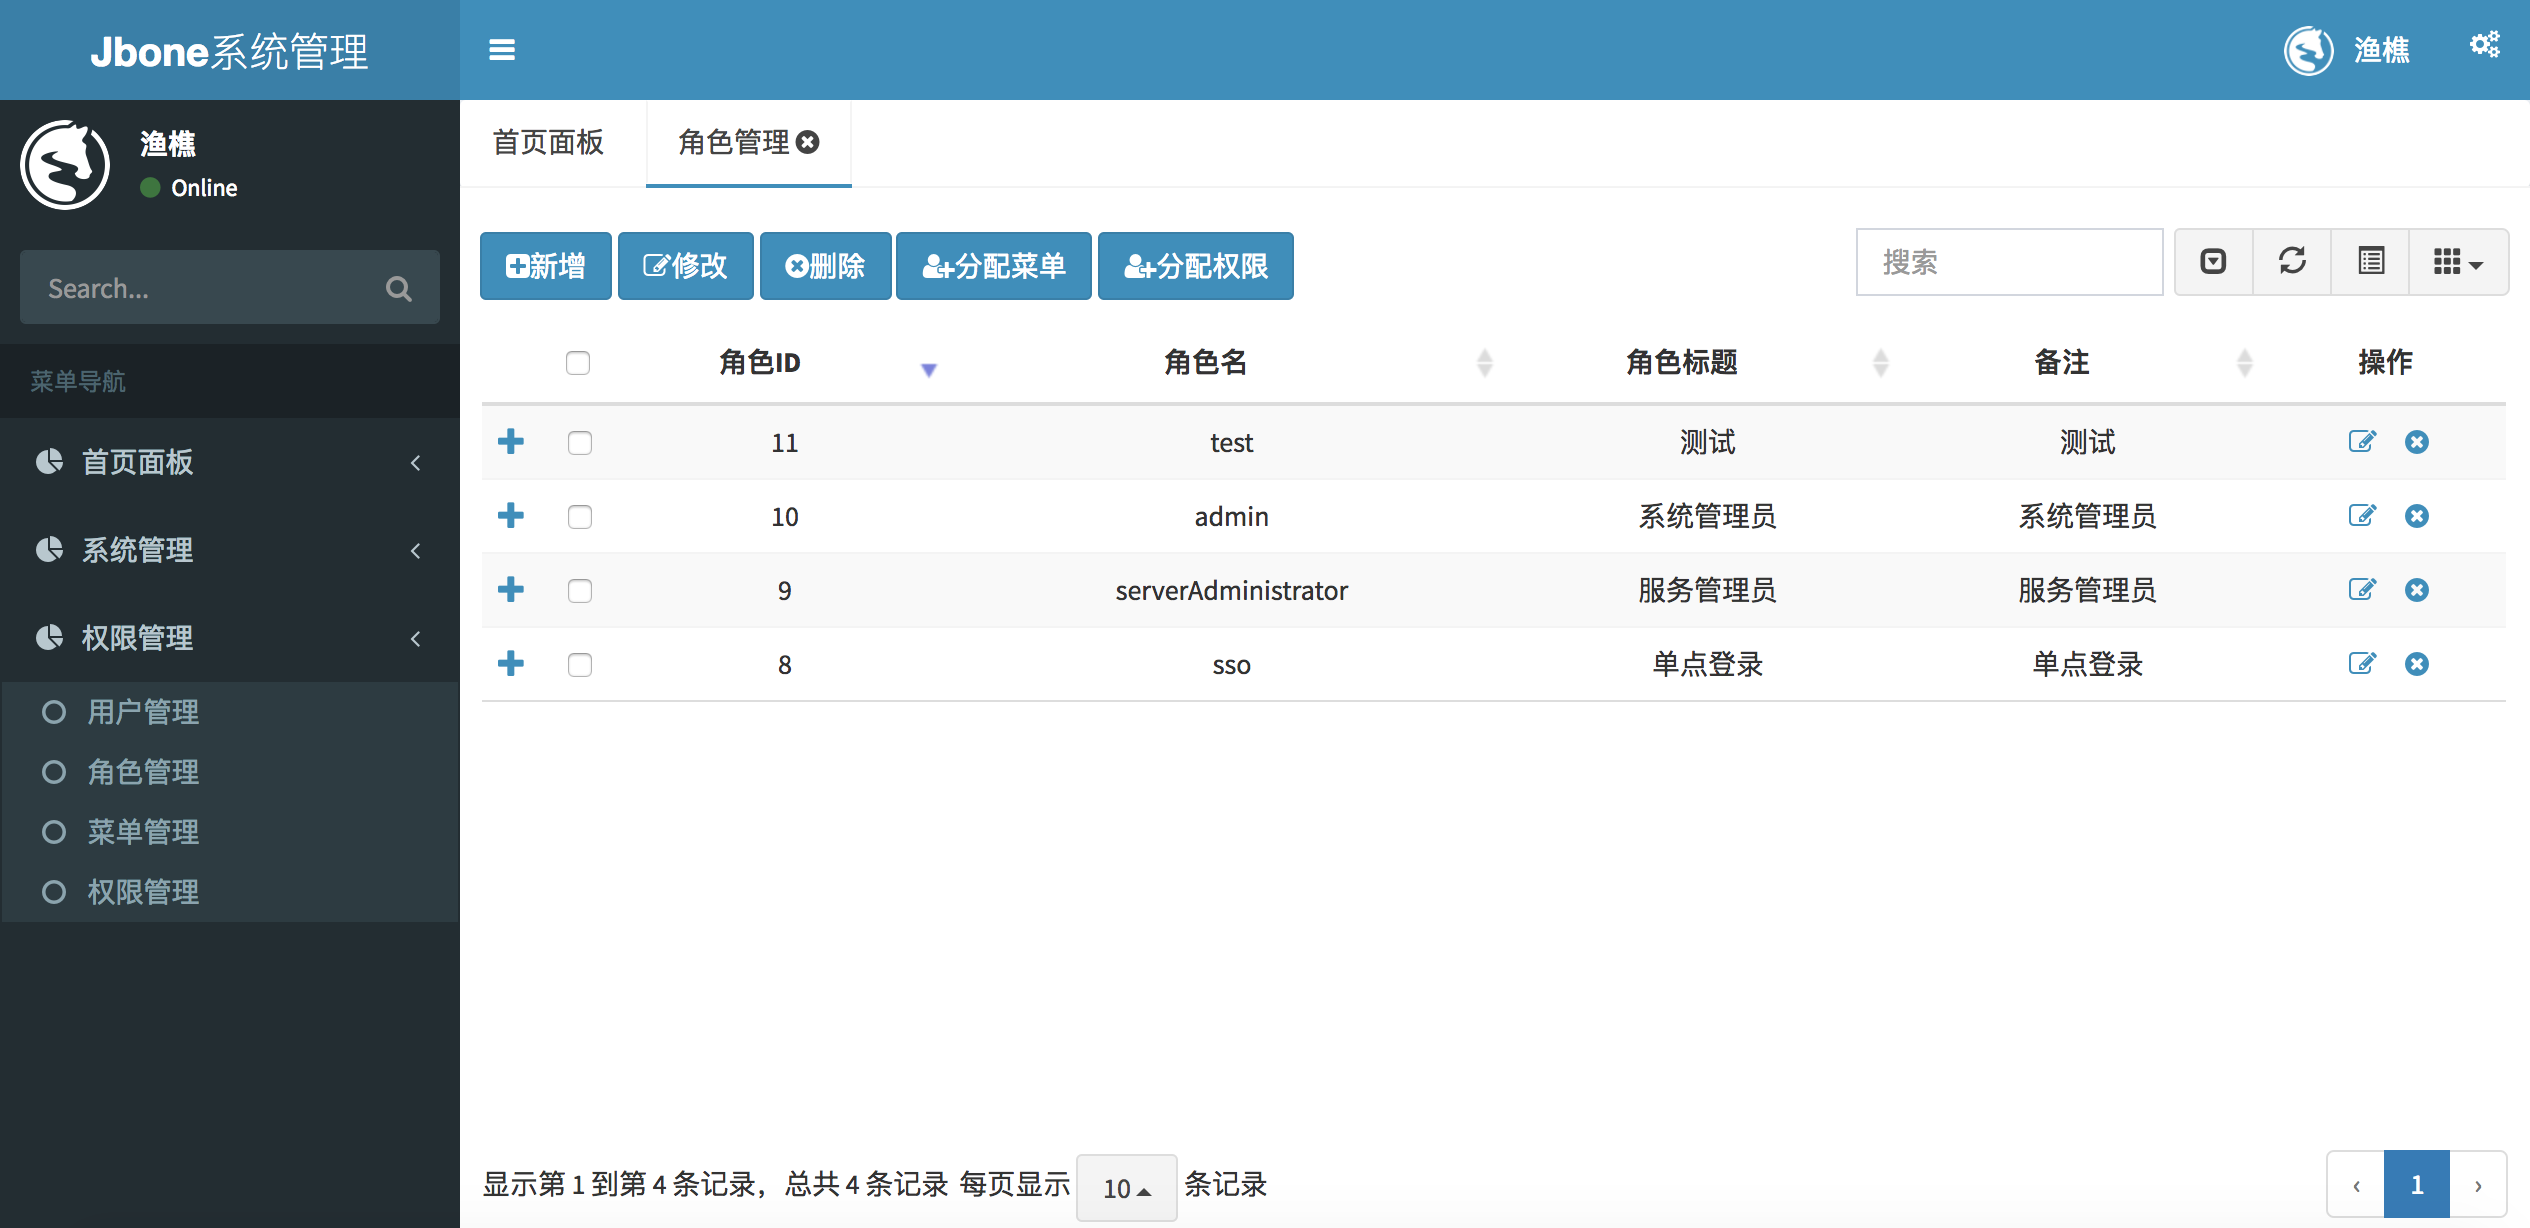 Jbone系统管理
渔樵
渔樵
Online
Search...
菜单导航
首页面板
系统管理
权限管理
用户管理
角色管理
菜单管理
权限管理
首页面板 角色管理
新增 修改 删除 分配菜单 分配权限 搜索
角色ID 角色名 角色标题 备注 操作
11 test 测试 测试
10 admin 系统管理员 系统管理员
9 serverAdministrator 服务管理员 服务管理员
8 sso 单点登录 单点登录
显示第 1 到第 4 条记录，总共 4 条记录 每页显示 10 条记录 ‹ 1 ›